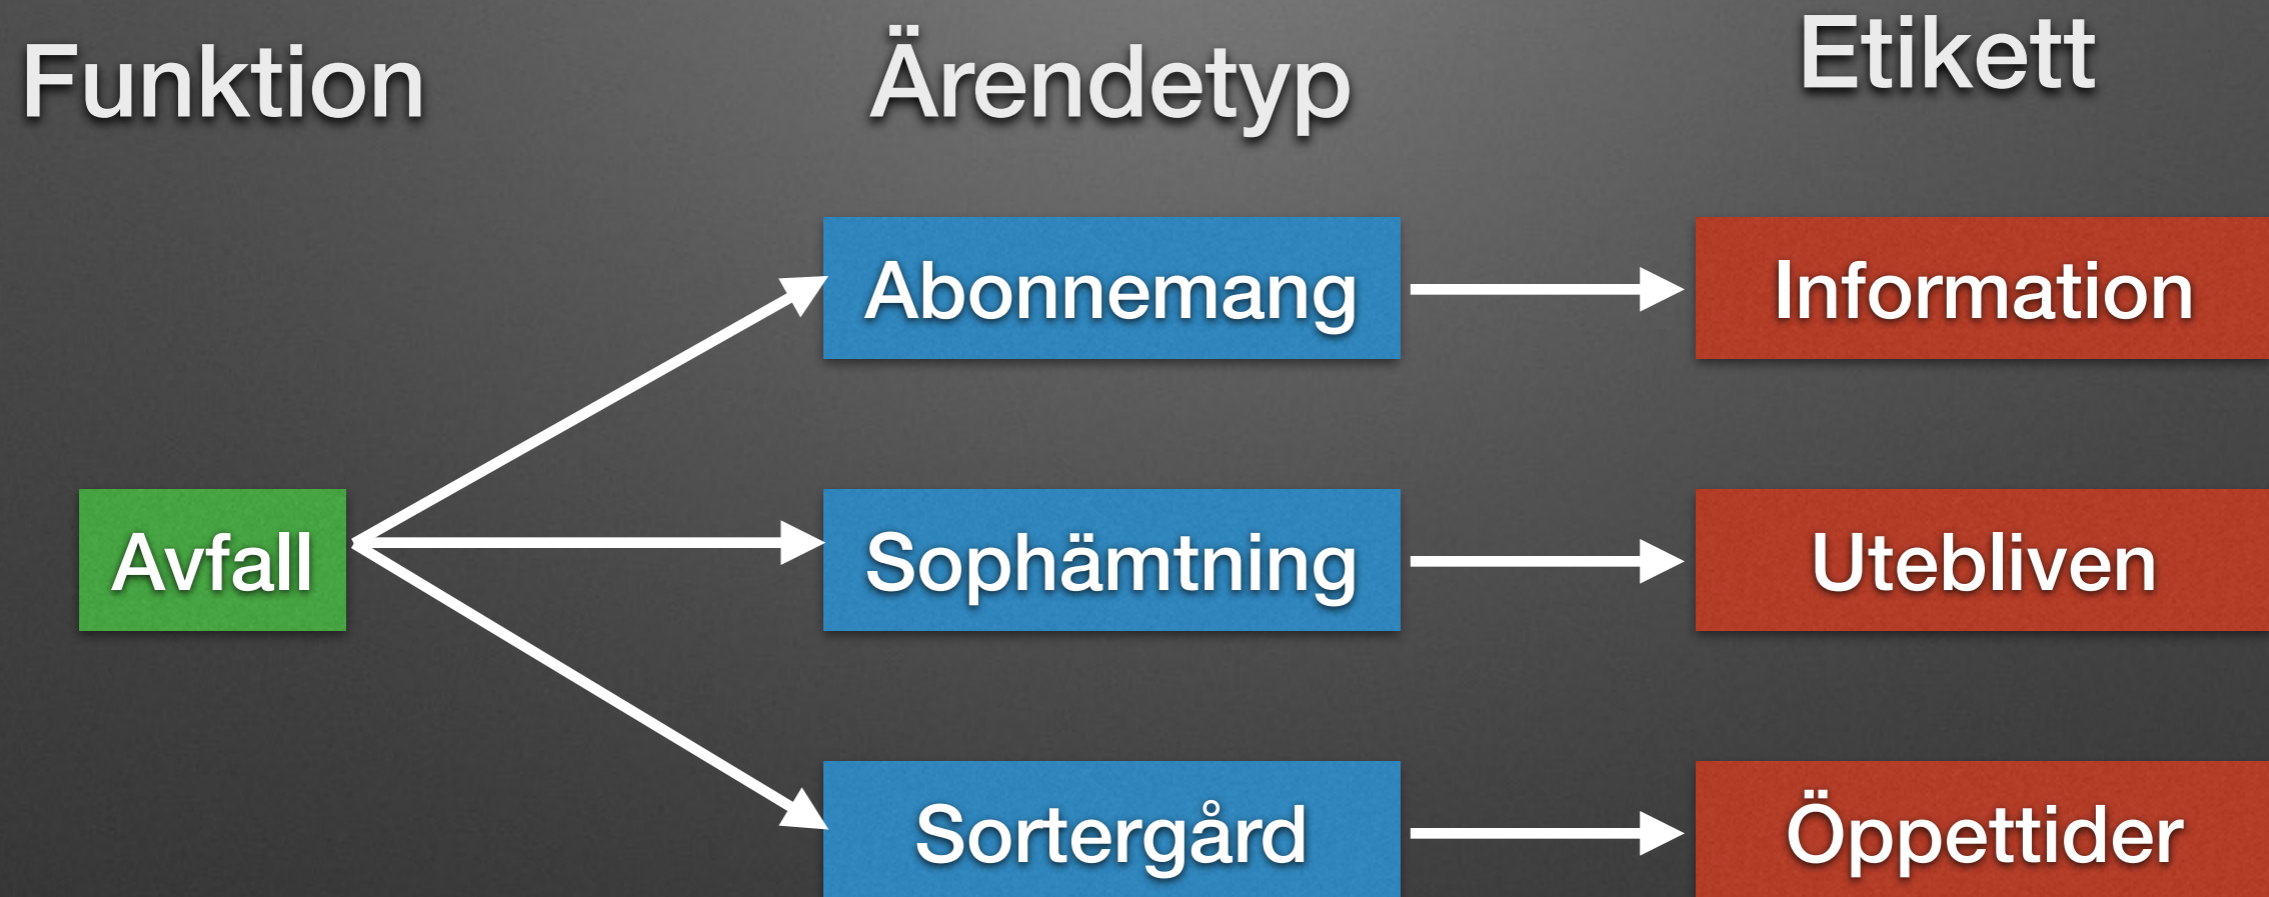 Funktion
Ärendetyp
Etikett
Abonnemang
Information
Avfall
Sophämtning
Utebliven
Sortergård
Öppettider